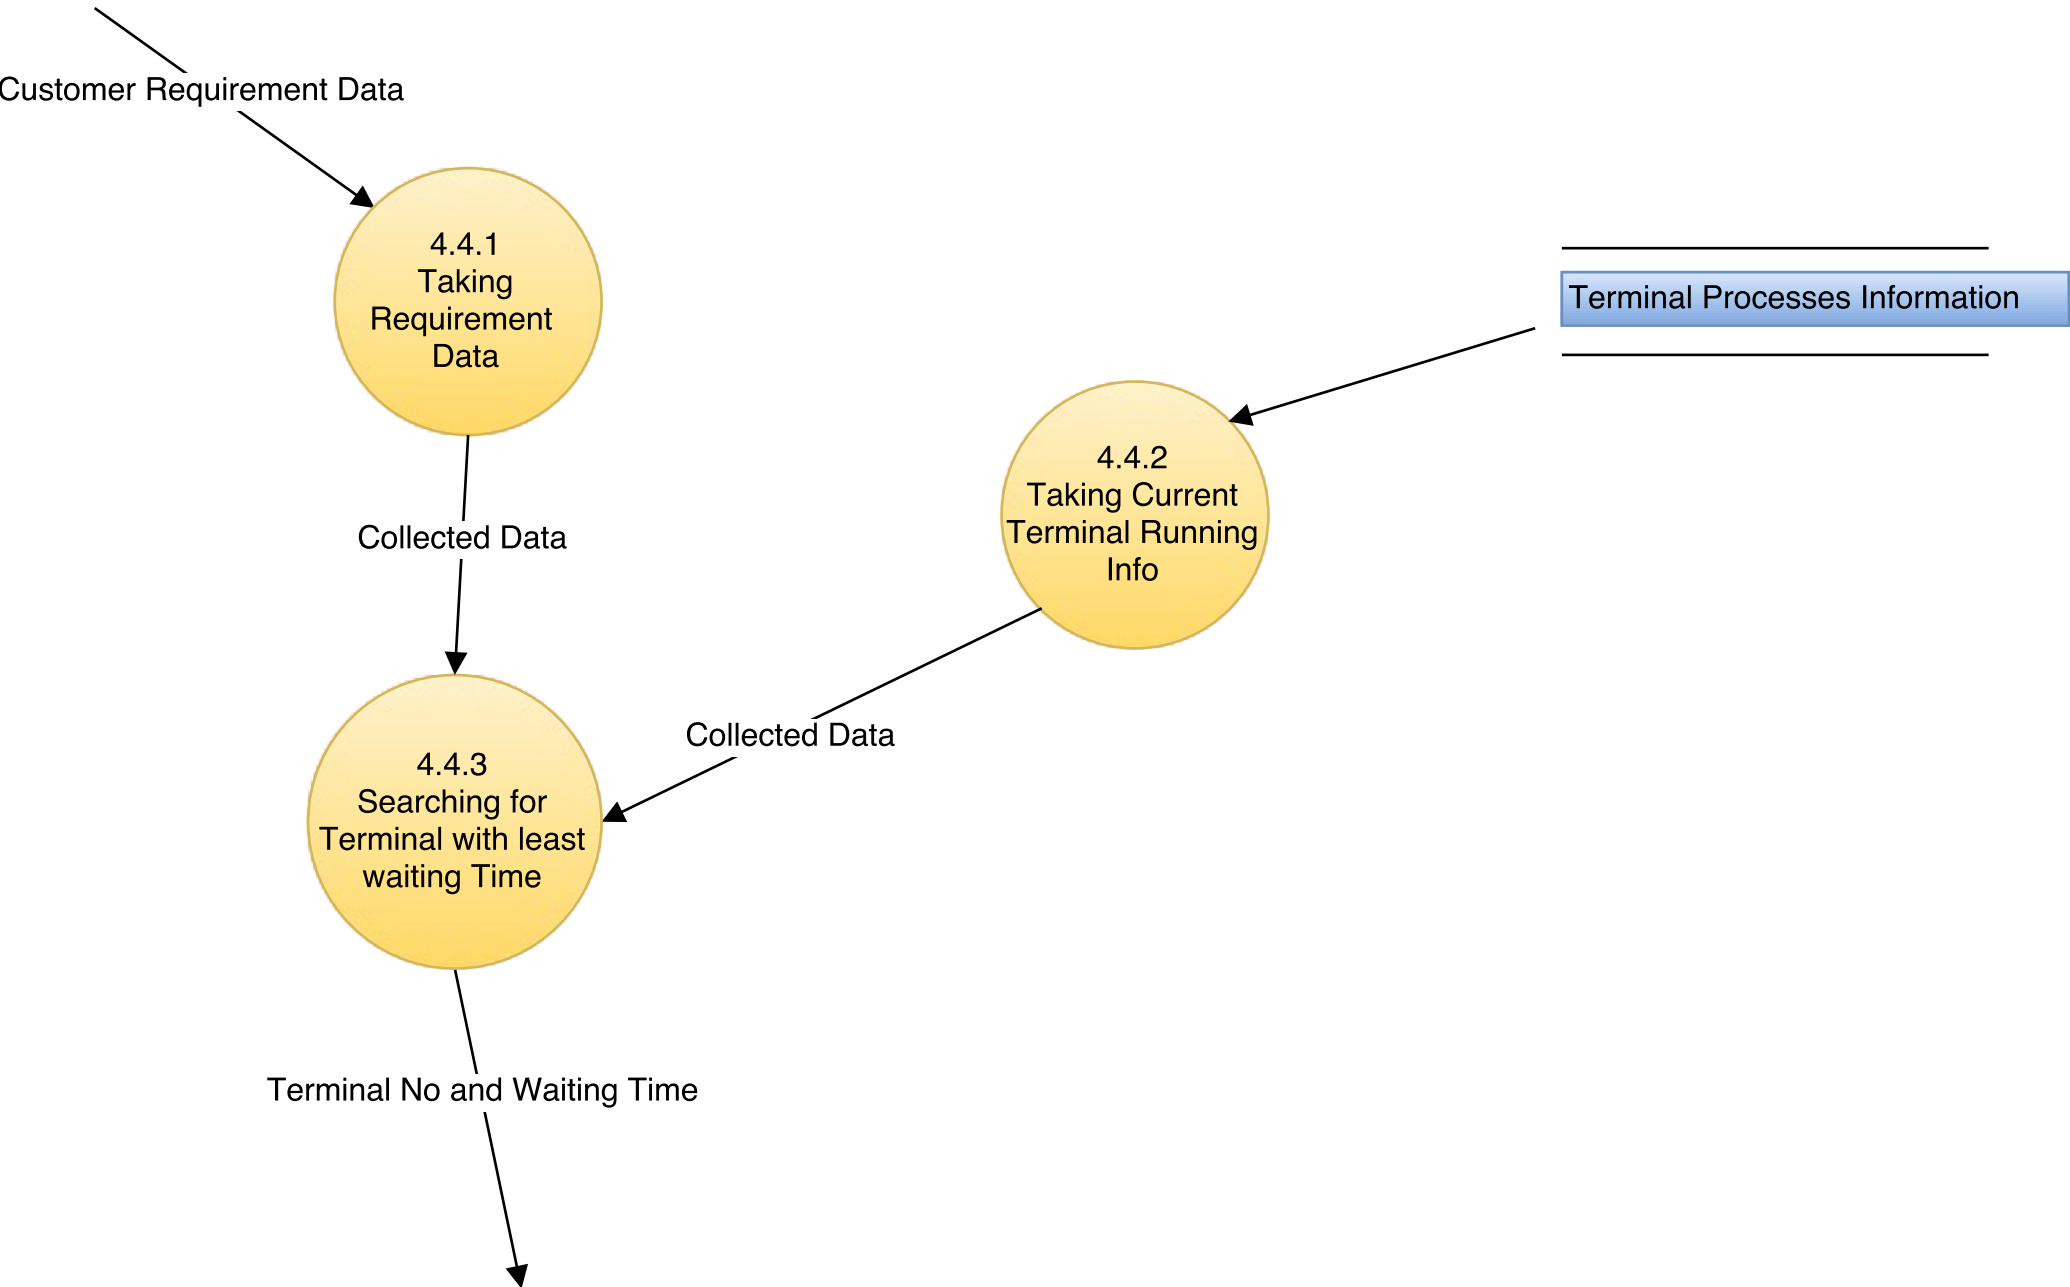 Customer Requirement Data
4.4.1
Taking
Requirement
Data
Terminal Processes Information
4.4.2
Taking Current
Terminal Running
Info
Collected Data
Collected Data
4.4.3
Searching for
Terminal with least
waiting Time
Terminal No and Waiting Time